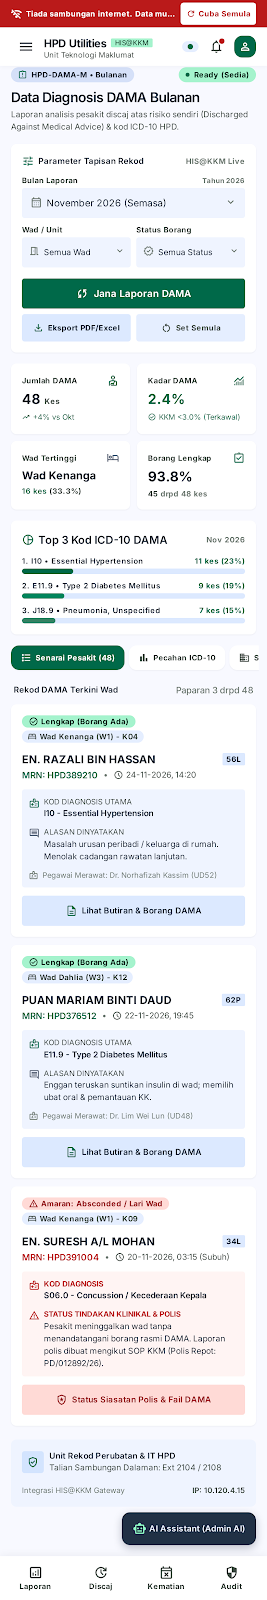 Tiada sambungan internet. Data mu...
Cuba Semula
HPD Utilities
HIS@KKM
Unit Teknologi Maklumat
HPD-DAMA-M • Bulanan
Ready (Sedia)
Data Diagnosis DAMA Bulanan
Laporan analisis pesakit discaj atas risiko sendiri (Discharged
Against Medical Advice) & kod ICD-10 HPD.
Parameter Tapisan Rekod
HIS@KKM Live
Bulan Laporan
Tahun 2026
November 2026 (Semasa)
Wad / Unit
Status Borang
Semua Wad
Semua Status
Jana Laporan DAMA
Eksport PDF/Excel
Set Semula
Jumlah DAMA
48 Kes
+4% vs Okt
Kadar DAMA
2.4%
KKM <3.0% (Terkawal)
Wad Tertinggi
Wad Kenanga
16 kes (33.3%)
Borang Lengkap
93.8%
45 drpd 48 kes
Top 3 Kod ICD-10 DAMA
Nov 2026
1. I10 • Essential Hypertension
11 kes (23%)
2. E11.9 • Type 2 Diabetes Mellitus
9 kes (19%)
3. J18.9 • Pneumonia, Unspecified
7 kes (15%)
Senarai Pesakit (48)
Pecahan ICD-10
S
Rekod DAMA Terkini Wad
Paparan 3 drpd 48
Lengkap (Borang Ada)
Wad Kenanga (W1) - K04
EN. RAZALI BIN HASSAN
56L
MRN: HPD389210 • 24-11-2026, 14:20
KOD DIAGNOSIS UTAMA
I10 - Essential Hypertension
ALASAN DINYATAKAN
Masalah urusan peribadi / keluarga di rumah.
Menolak cadangan rawatan lanjutan.
Pegawai Merawat: Dr. Norhafizah Kassim (UD52)
Lihat Butiran & Borang DAMA
Lengkap (Borang Ada)
Wad Dahlia (W3) - K12
PUAN MARIAM BINTI DAUD
62P
MRN: HPD376512 • 22-11-2026, 19:45
KOD DIAGNOSIS UTAMA
E11.9 - Type 2 Diabetes Mellitus
ALASAN DINYATAKAN
Enggan teruskan suntikan insulin di wad; memilih
ubat oral & pemantauan KK.
Pegawai Merawat: Dr. Lim Wei Lun (UD48)
Lihat Butiran & Borang DAMA
Amaran: Absconded / Lari Wad
Wad Kenanga (W1) - K09
EN. SURESH A/L MOHAN
34L
MRN: HPD391004 • 20-11-2026, 03:15 (Subuh)
KOD DIAGNOSIS
S06.0 - Concussion / Kecederaan Kepala
STATUS TINDAKAN KLINIKAL & POLIS
Pesakit meninggalkan wad tanpa
menandatangani borang rasmi DAMA. Laporan
polis dibuat mengikut SOP KKM (Polis Repot:
PD/012892/26).
Status Siasatan Polis & Fail DAMA
Unit Rekod Perubatan & IT HPD
Talian Sambungan Dalaman: Ext 2104 / 2108
Integrasi HIS@KKM Gateway
IP: 10.120.4.15
AI Assistant (Admin AI)
Laporan
Discaj
Kematian
Audit